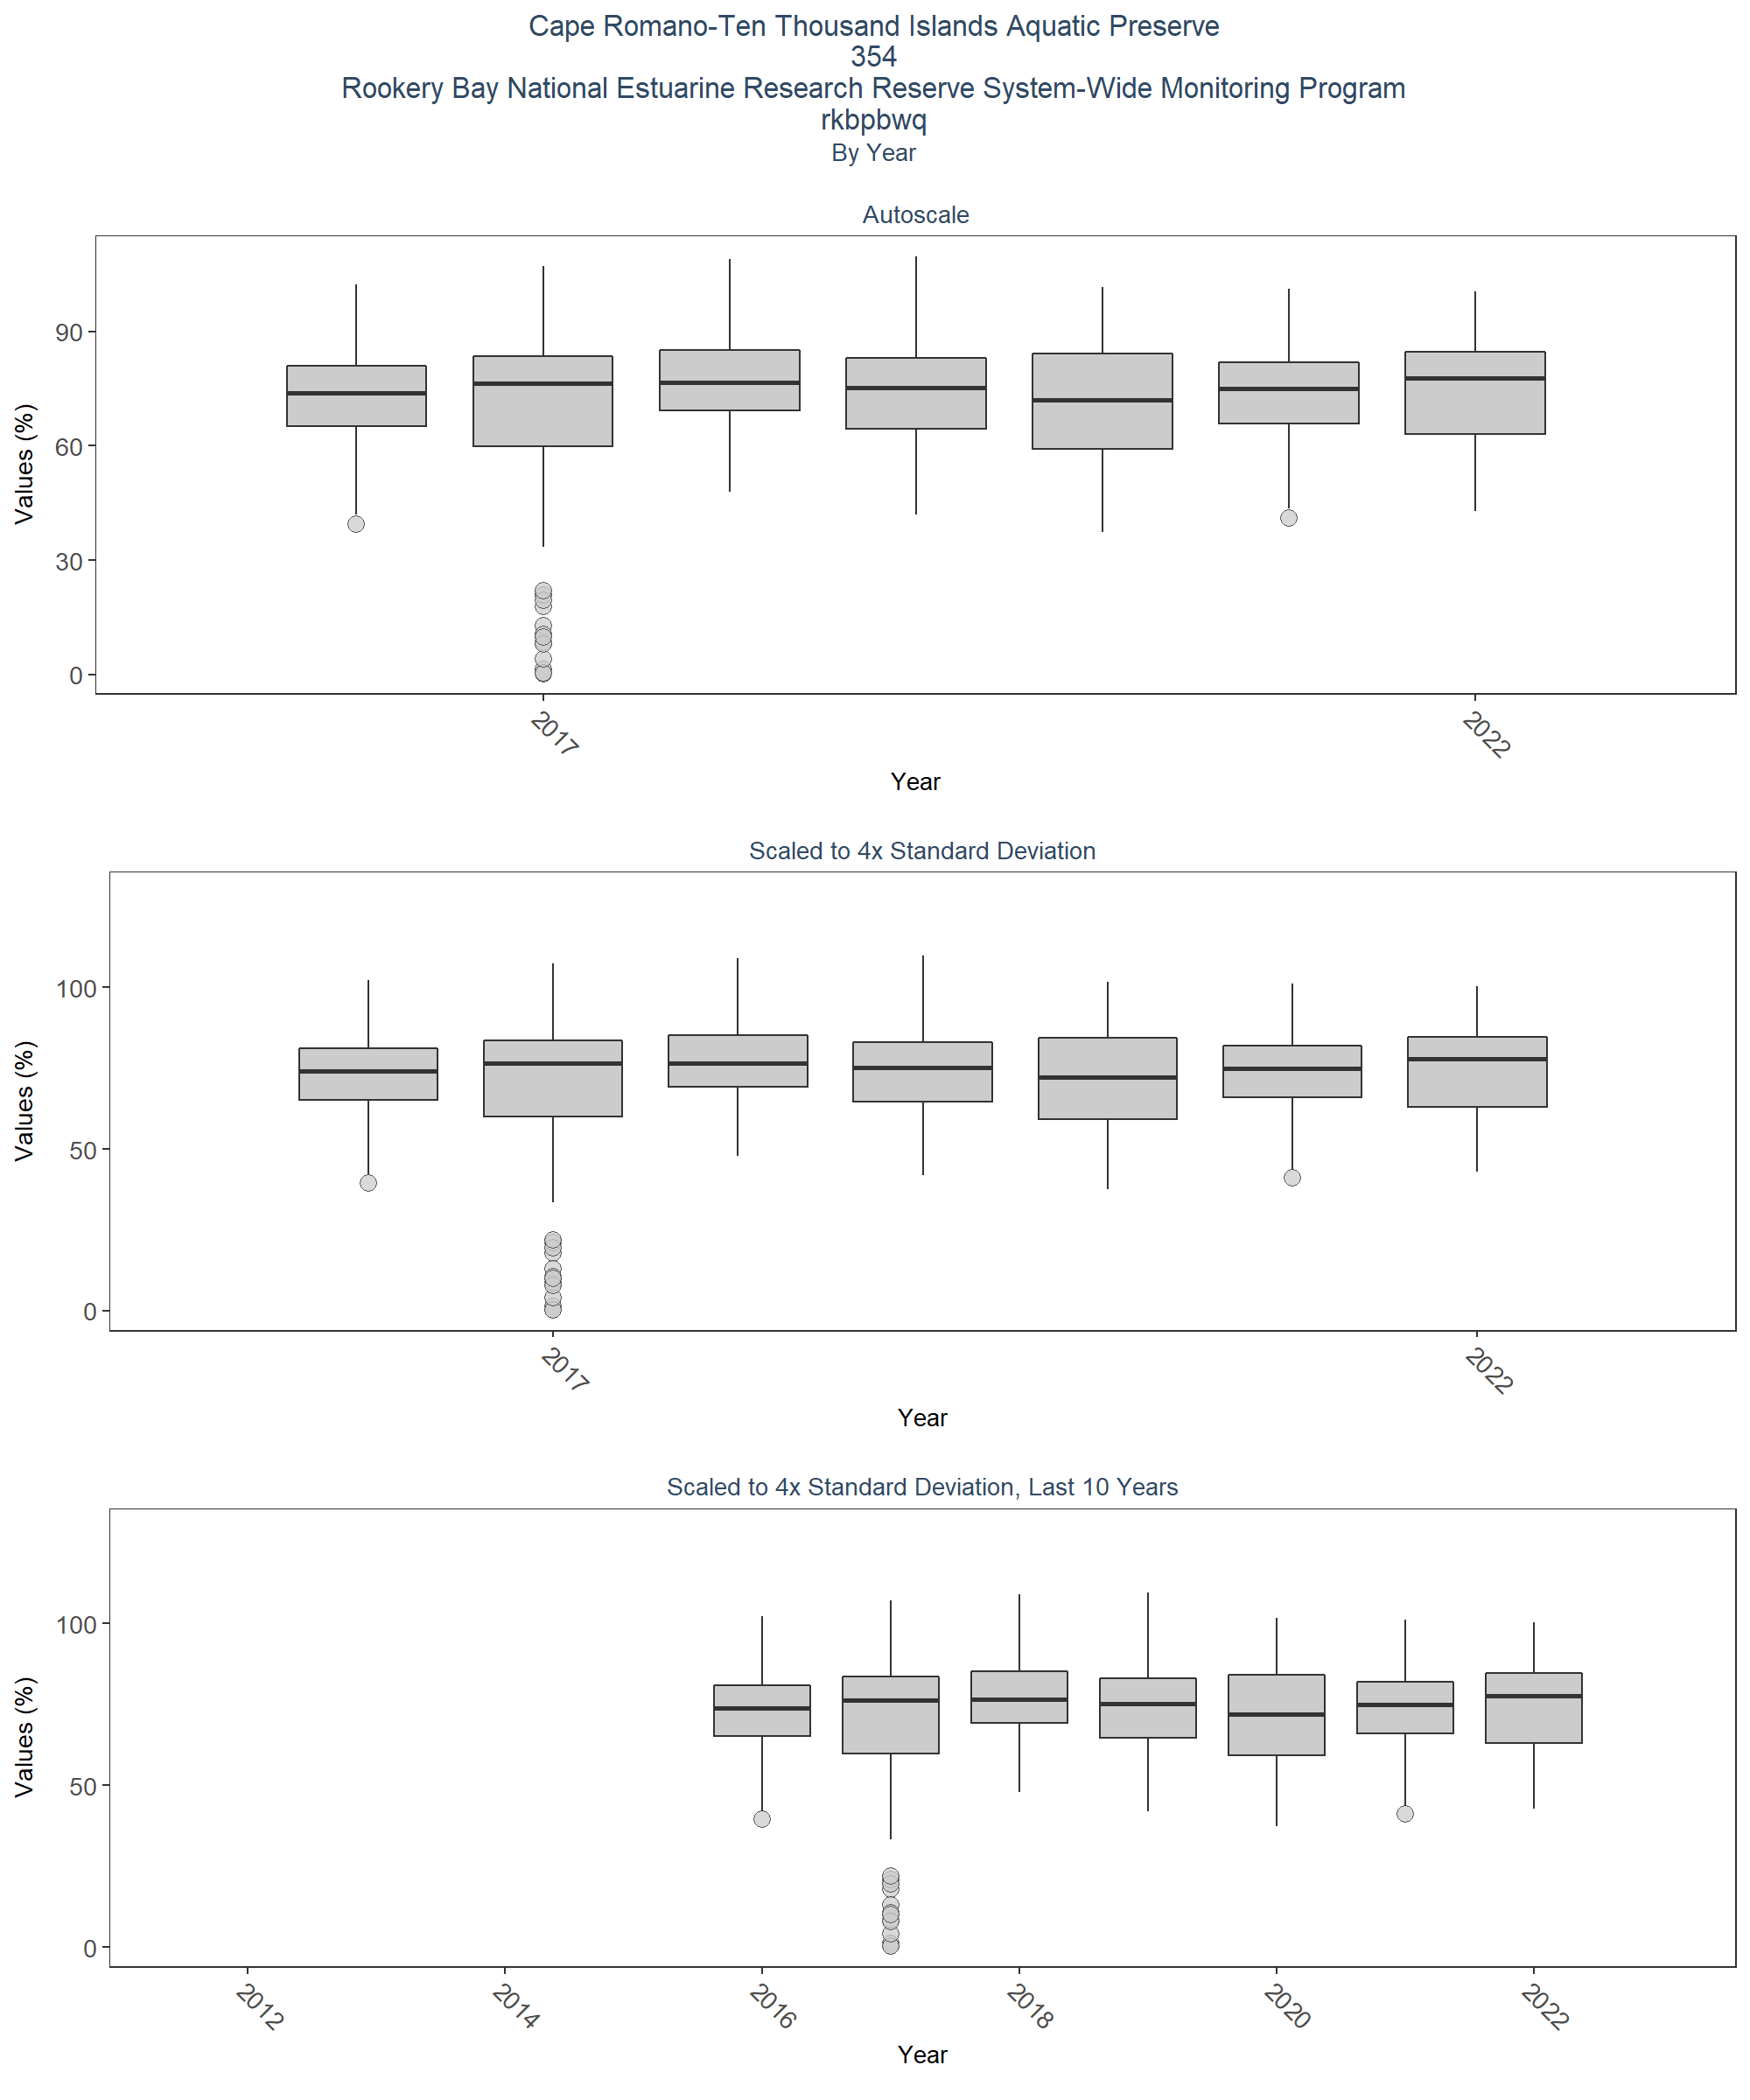 Cape Romano-Ten Thousand Islands Aquatic Preserve
354
Rookery Bay National Estuarine Research Reserve System-Wide Monitoring Program
rkbpbwq
By Year
Autoscale
Values (%)
90
60
30
0
2017
2022
Year
Scaled to 4x Standard Deviation
Values (%)
100
50
0
2017
2022
Year
Scaled to 4x Standard Deviation, Last 10 Years
Values (%)
100
50
0
2012
2014
2016
2018
2020
2022
Year